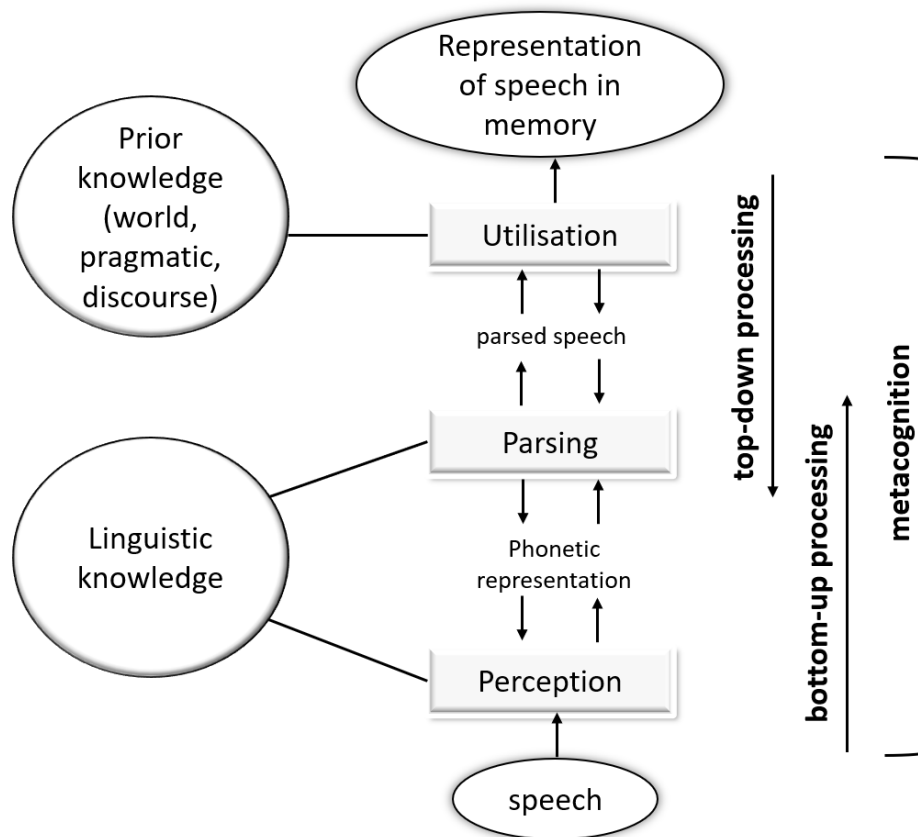 Representation
of speech in
memory
Prior
knowledge
(world,
pragmatic,
discourse)
Utilisation
parsed speech
Parsing
Linguistic
knowledge
Phonetic
representation
Perception
speech
top-down processing
bottom-up processing
metacognition